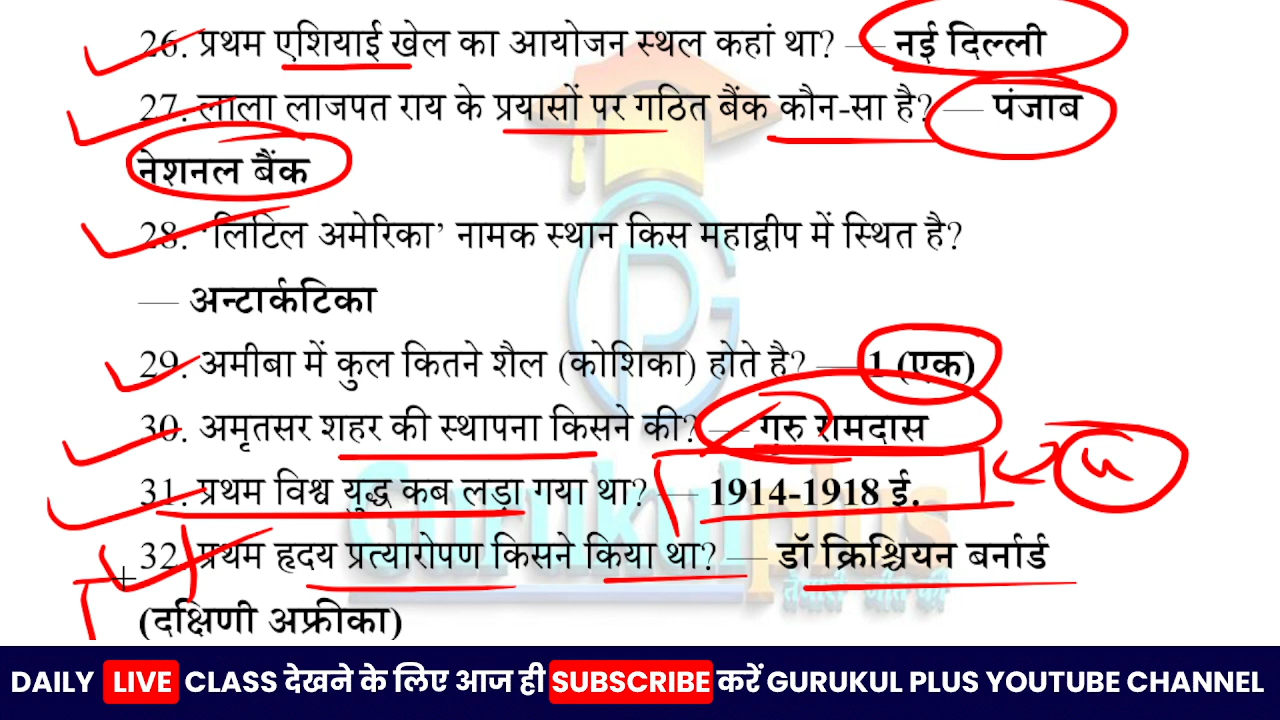 26. प्रथम एशियाई खेल का आयोजन स्थल कहां था? — नई दिल्ली
27. लाला लाजपत राय के प्रयासों पर गठित बैंक कौन-सा है? — पंजाब
नेशनल बैंक
28. ‘लिटिल अमेरिका’ नामक स्थान किस महाद्वीप में स्थित है?
— अन्टार्कटिका
29. अमीबा में कुल कितने शैल (कोशिका) होते है? — 1 (एक)
30. अमृतसर शहर की स्थापना किसने की? — गुरु रामदास
31. प्रथम विश्व युद्ध कब लड़ा गया था? — 1914-1918 ई.
32. प्रथम हृदय प्रत्यारोपण किसने किया था? — डॉ क्रिश्चियन बर्नार्ड
(दक्षिणी अफ्रीका)
Gurukul plus
तैयारी जीत की
DAILY LIVE CLASS देखने के लिए आज ही SUBSCRIBE करें GURUKUL PLUS YOUTUBE CHANNEL